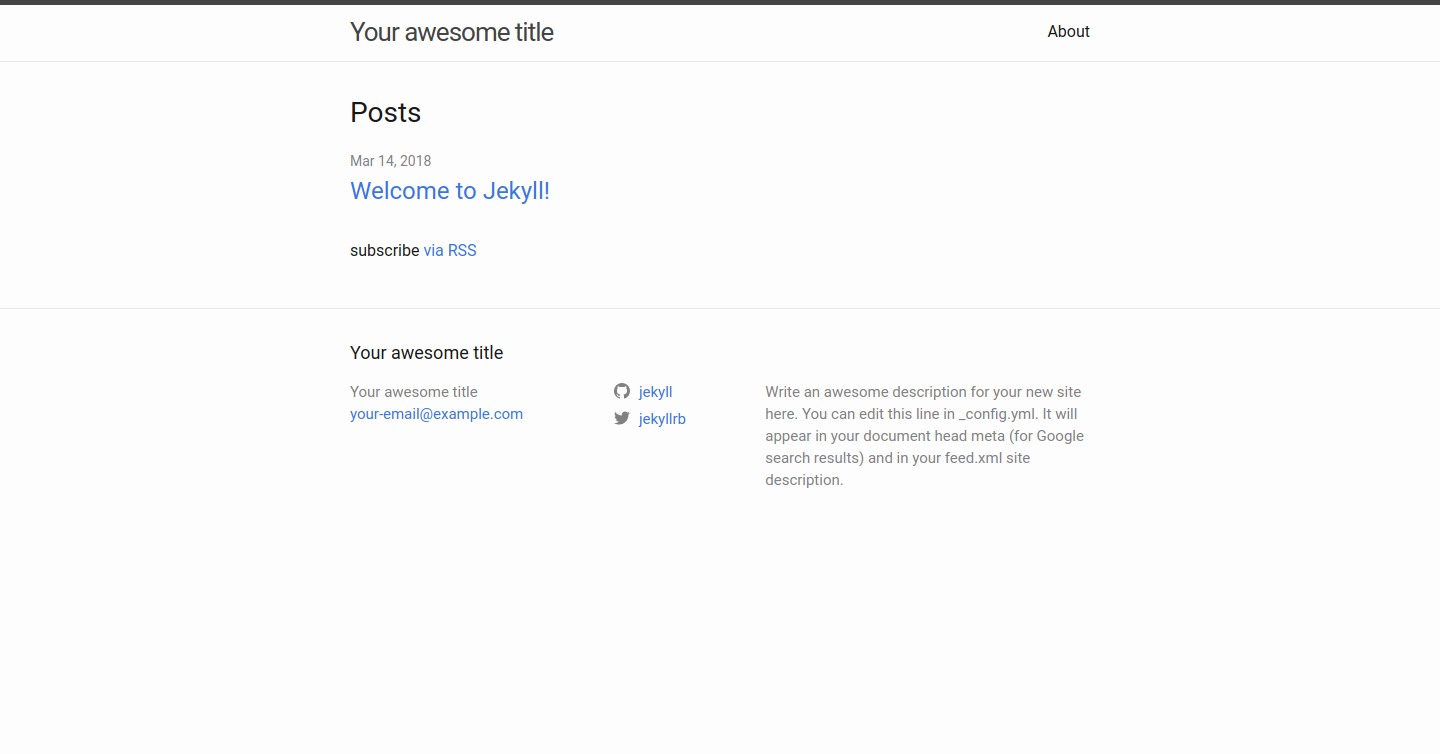 Your awesome title
About
Posts
Mar 14, 2018
Welcome to Jekyll!
subscribe via RSS
Your awesome title
Your awesome title
your-email@example.com
jekyll
jekyllrb
Write an awesome description for your new site
here. You can edit this line in _config.yml. It will
appear in your document head meta (for Google
search results) and in your feed.xml site
description.